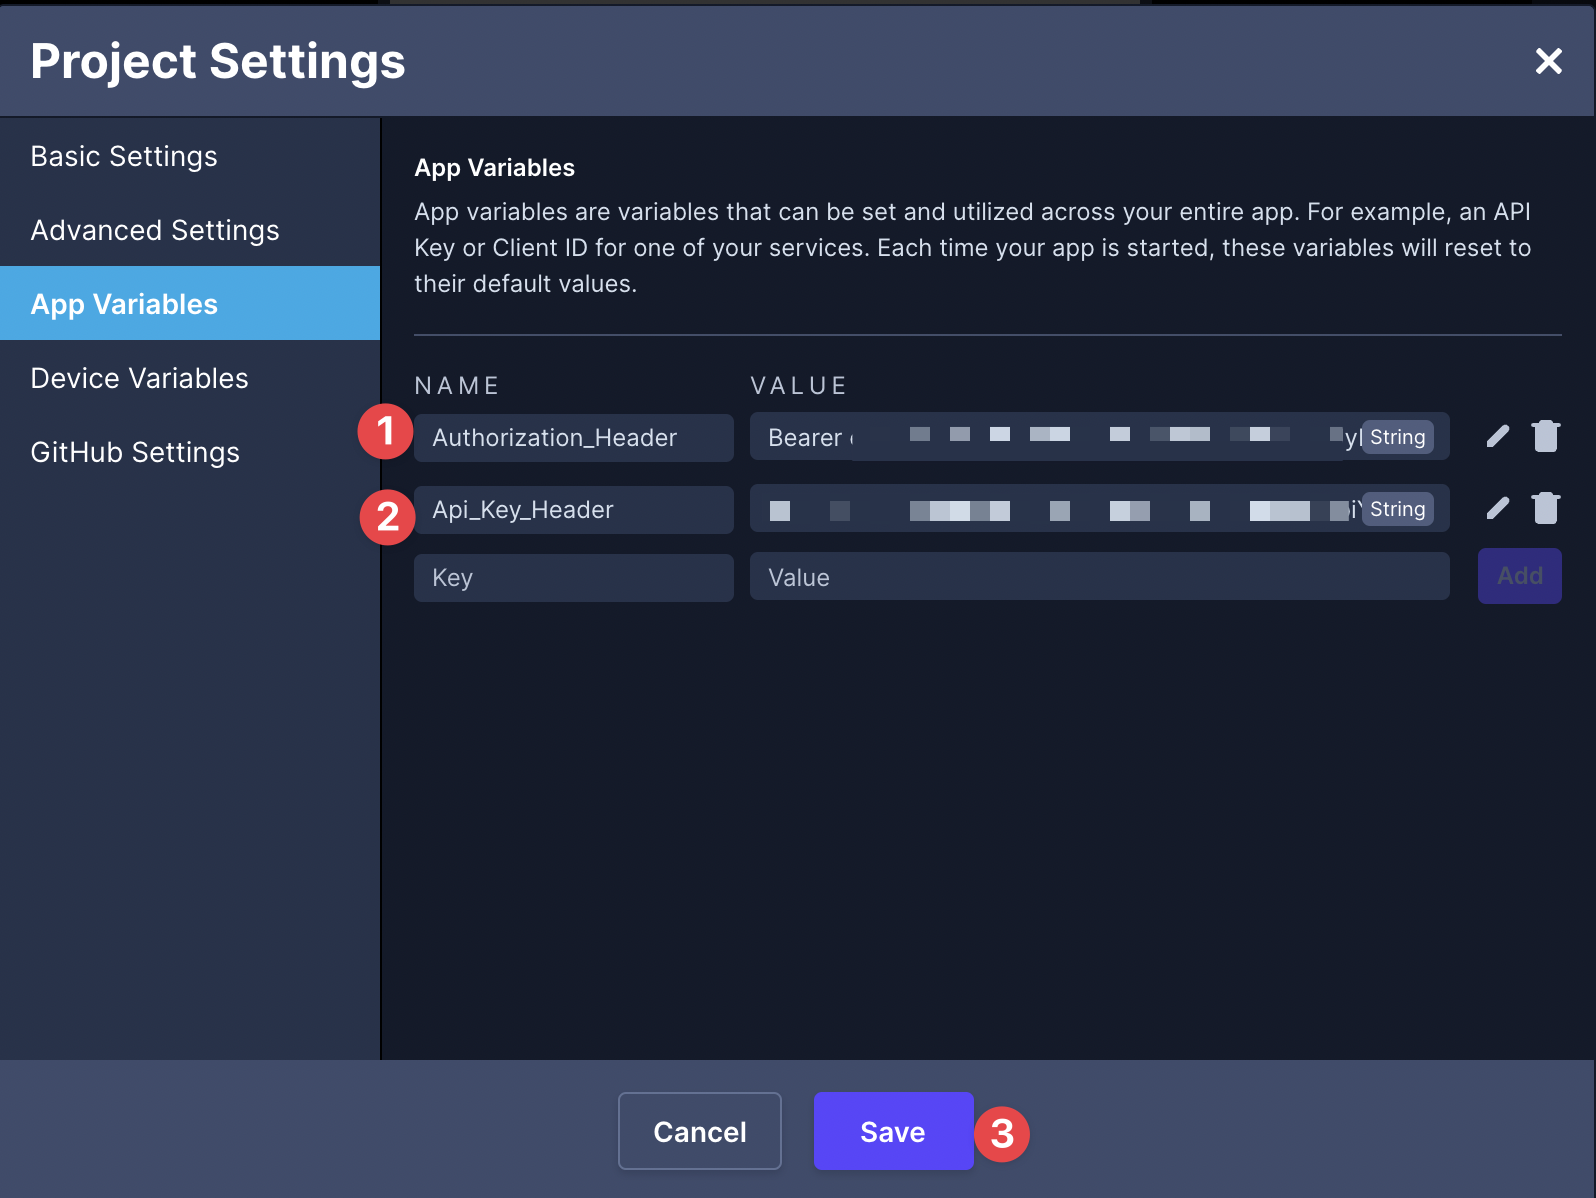 Project Settings
Basic Settings
Advanced Settings
App Variables
Device Variables
GitHub Settings
App Variables
App variables are variables that can be set and utilized across your entire app. For example, an API
Key or Client ID for one of your services. Each time your app is started, these variables will reset to
their default values.
NAME VALUE
1 Authorization_Header Bearer String
2 Api_Key_Header String
Key Value Add
Cancel Save 3